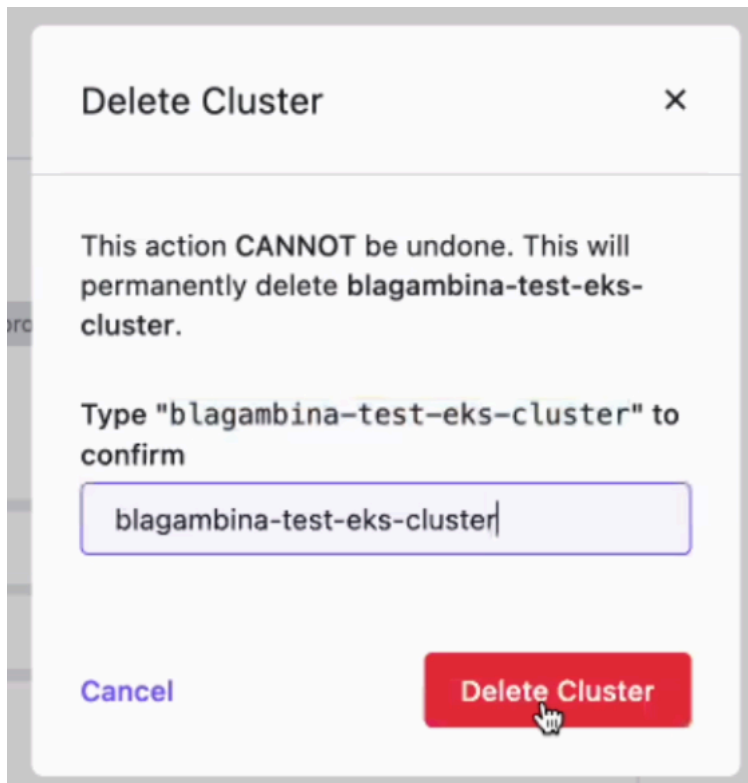 Delete Cluster
This action CANNOT be undone. This will
permanently delete blagambina-test-eks-
cluster.
Type "blagambina-test-eks-cluster" to
confirm
blagambina-test-eks-cluster
Cancel
Delete Cluster